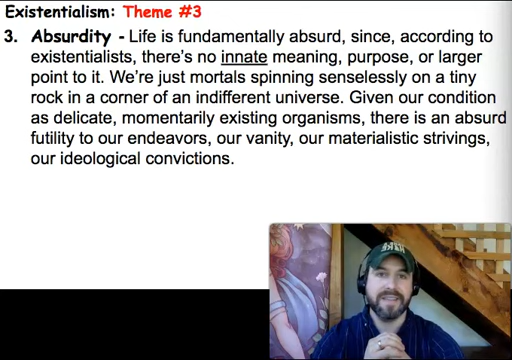 Existentialism: Theme #3
3. Absurdity - Life is fundamentally absurd, since, according to
existentialists, there's no innate meaning, purpose, or larger
point to it. We're just mortals spinning senselessly on a tiny
rock in a corner of an indifferent universe. Given our condition
as delicate, momentarily existing organisms, there is an absurd
futility to our endeavors, our vanity, our materialistic strivings,
our ideological convictions.